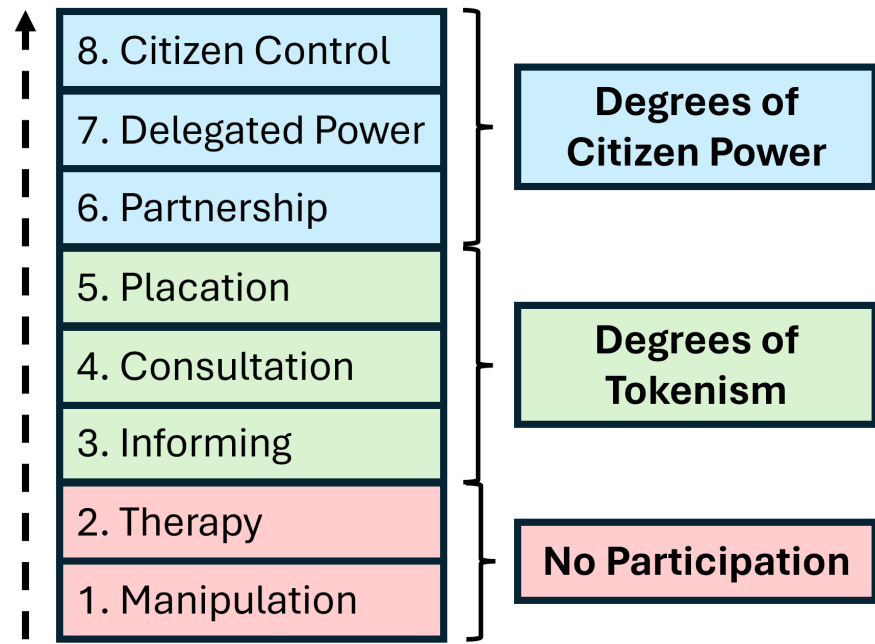 8. Citizen Control
7. Delegated Power
6. Partnership
5. Placation
4. Consultation
3. Informing
2. Therapy
1. Manipulation
Degrees of
Citizen Power
Degrees of
Tokenism
No Participation